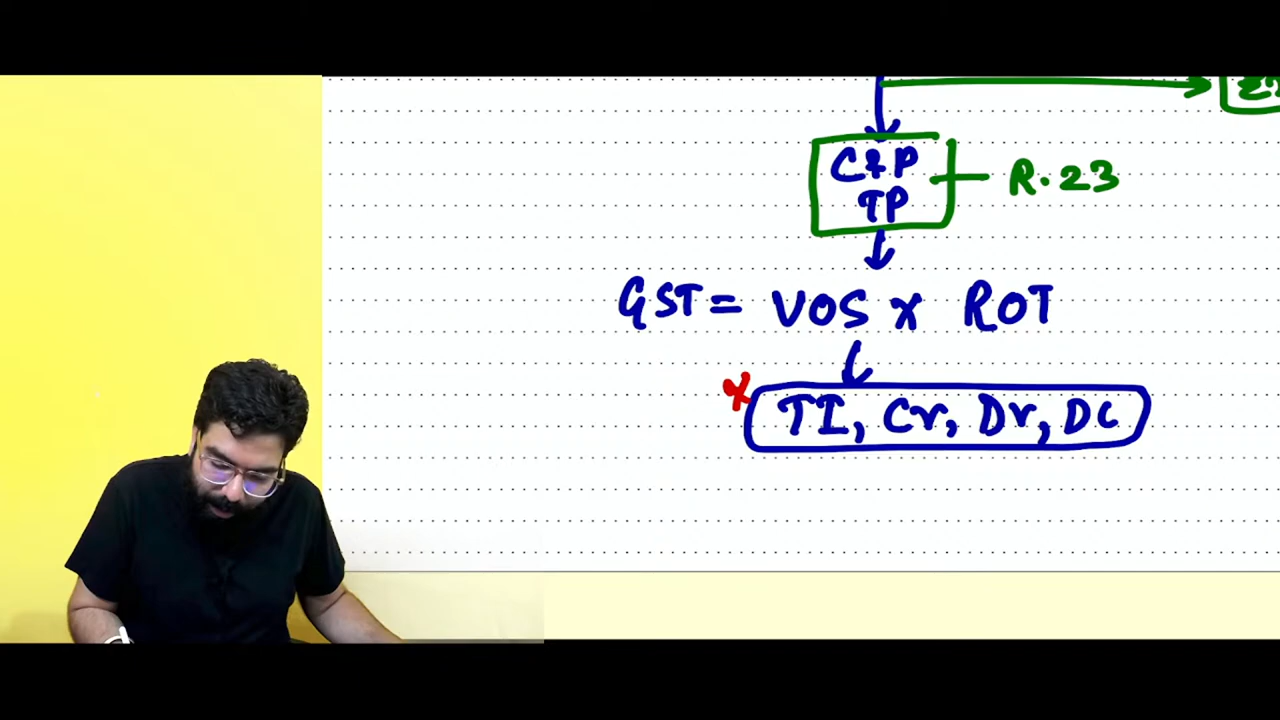 C&P
TP
R.23
GST = VOS x ROT
x
TI, Cr, Dr, DC